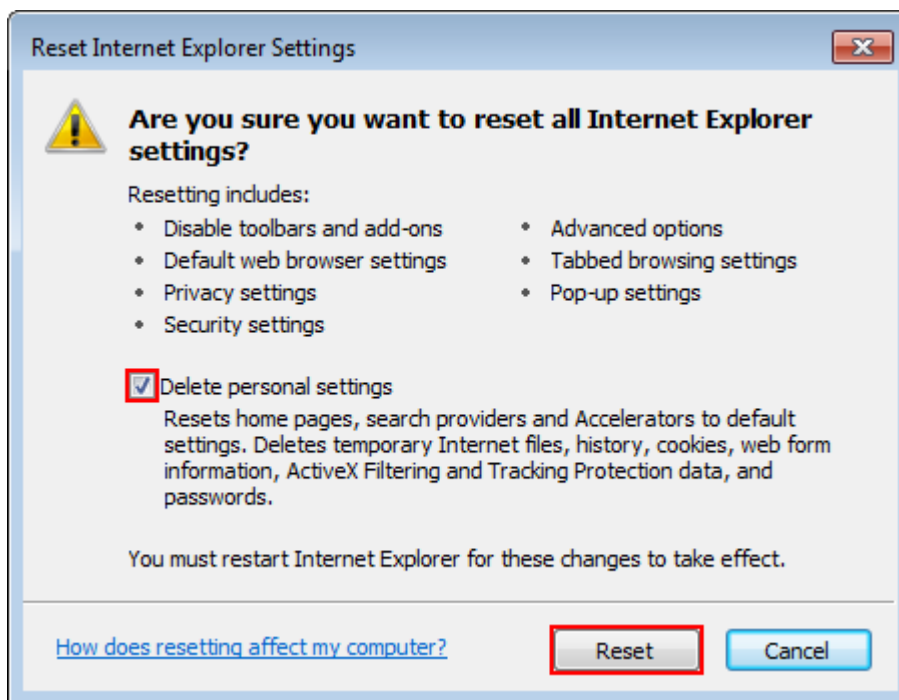 Reset Internet Explorer Settings
Are you sure you want to reset all Internet Explorer
settings?
Resetting includes:
• Disable toolbars and add-ons
• Default web browser settings
• Privacy settings
• Security settings
• Advanced options
• Tabbed browsing settings
• Pop-up settings
Delete personal settings
Resets home pages, search providers and Accelerators to default
settings. Deletes temporary Internet files, history, cookies, web form
information, ActiveX Filtering and Tracking Protection data, and
passwords.
You must restart Internet Explorer for these changes to take effect.
How does resetting affect my computer?
Reset
Cancel